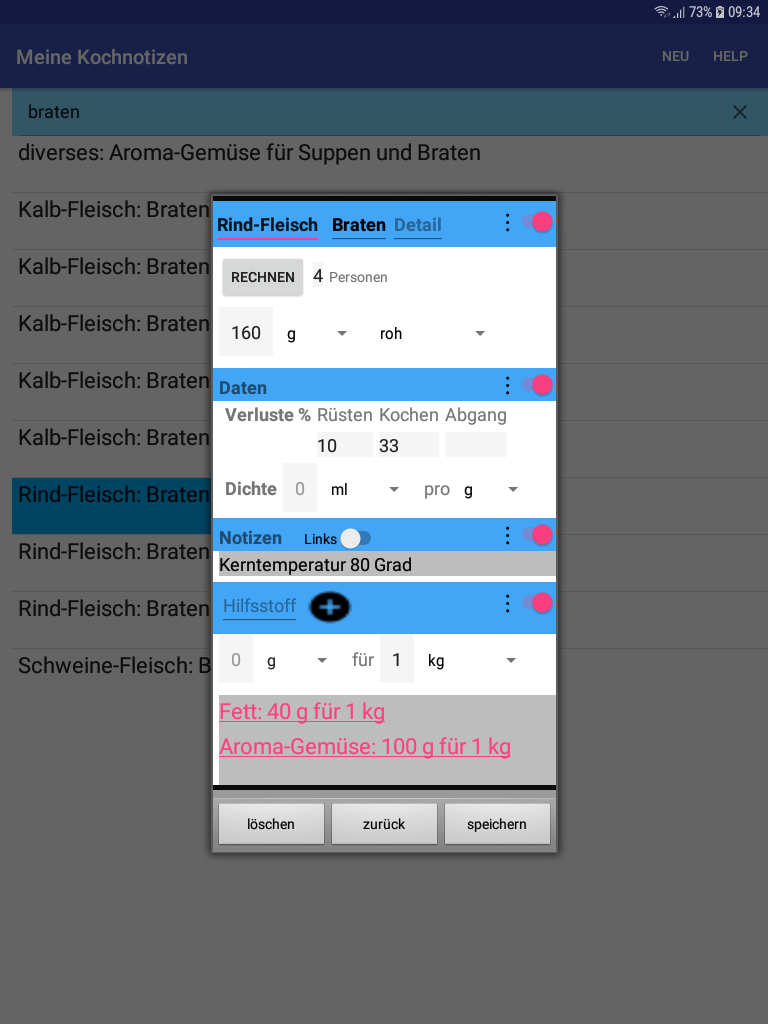 73% 09:34
Meine Kochnotizen NEU HELP
braten
diverses: Aroma-Gemüse für Suppen und Braten
Kalb-Fleisch: Braten
Kalb-Fleisch: Braten
Kalb-Fleisch: Braten
Kalb-Fleisch: Braten
Kalb-Fleisch: Braten
Rind-Fleisch: Braten
Rind-Fleisch: Braten
Rind-Fleisch: Braten
Schweine-Fleisch: B
Rind-Fleisch Braten Detail
RECHNEN 4 Personen
160 g roh
Daten
Verluste % Rüsten Kochen Abgang
10 33
Dichte 0 ml pro g
Notizen Links
Kerntemperatur 80 Grad
Hilfsstoff
0 g für 1 kg
Fett: 40 g für 1 kg
Aroma-Gemüse: 100 g für 1 kg
löschen zurück speichern